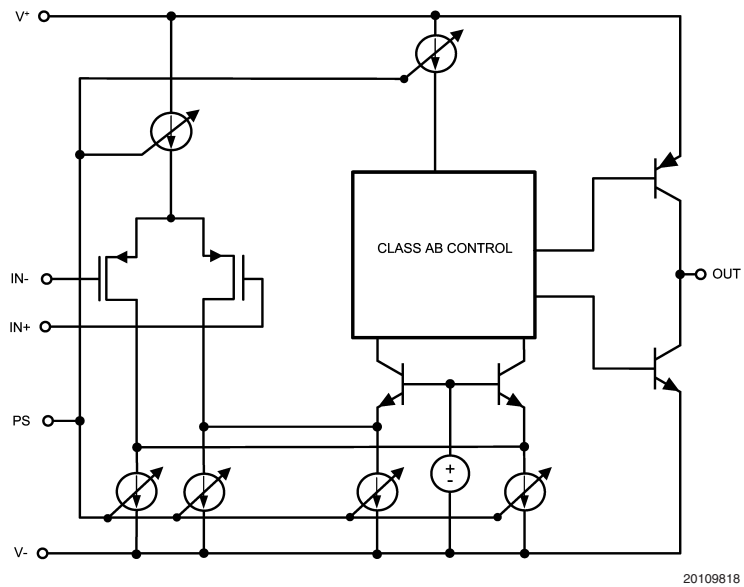 V+
IN-
IN+
PS
V-
CLASS AB CONTROL
OUT
+
-
20109818